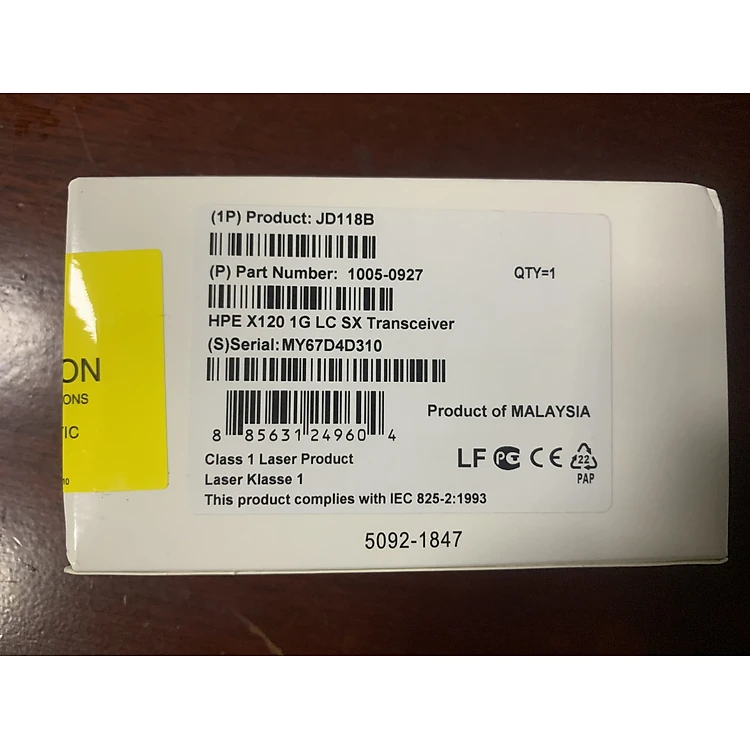 (1P) Product: JD118B
(P) Part Number: 1005-0927
QTY=1
HPE X120 1G LC SX Transceiver
(S)Serial:MY67D4D310
8 85631 24960 4
Product of MALAYSIA
Class 1 Laser Product
Laser Klasse 1
This product complies with IEC 825-2:1993
LF PG CE 22
PAP
5092-1847
ON
ONS
TIC
10